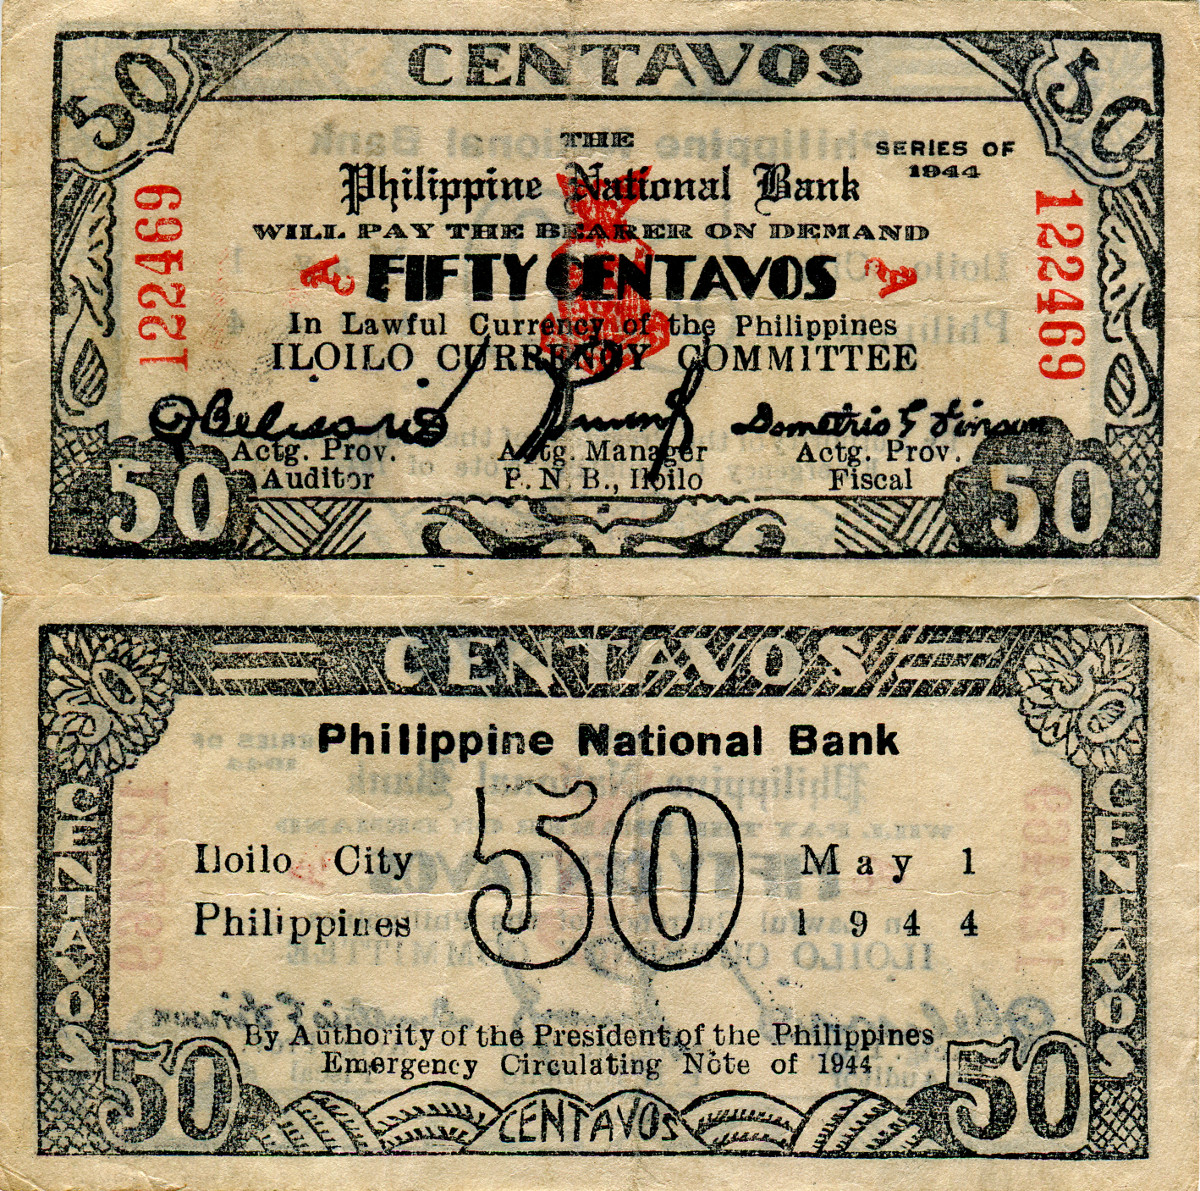 CENTAVOS
50
50
THE
SERIES OF
1944
Philippine National Bank
WILL PAY THE BEARER ON DEMAND
122469
A FIFTY CENTAVOS A
122469
In Lawful Currency of the Philippines
ILOILO CURRENCY COMMITTEE
Actg. Prov.
Auditor
Actg. Manager
P. N. B., Iloilo
Demetrio
Actg. Prov.
Fiscal
50
50
CENTAVOS
50
50
Philippine National Bank
CENTAVOS
CENTAVOS
Iloilo City
Philippines
50
May 1
1944
By Authority of the President of the Philippines
Emergency Circulating Note of 1944
50
CENTAVOS
50